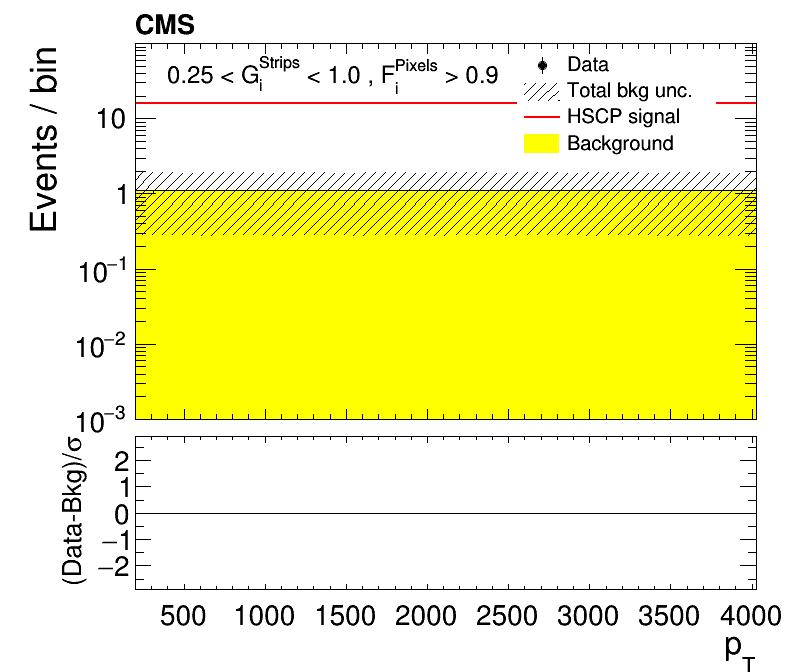 CMS
0.25 < G_i^Strips < 1.0 , F_i^Pixels > 0.9
Data
Total bkg unc.
HSCP signal
Background
Events / bin
10
1
10^−1
10^−2
10^−3
(Data-Bkg)/σ
2
1
0
−1
−2
500 1000 1500 2000 2500 3000 3500 4000
p_T